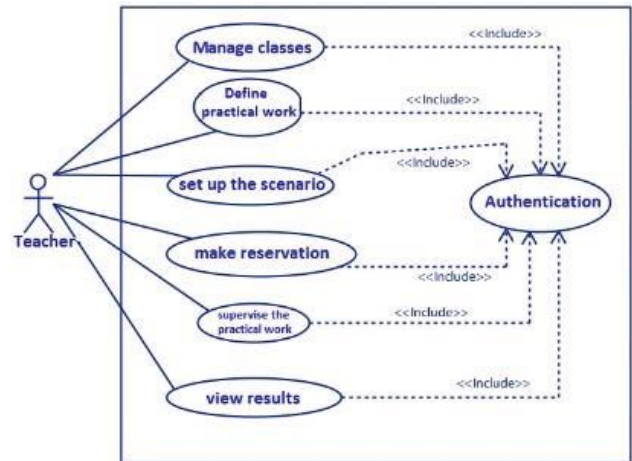 Manage classes
<<Include>>
Define
practical work
<<Include>>
set up the scenario
<<Include>>
Authentication
Teacher
make reservation
<<Include>>
supervise the
practical work
<<Include>>
view results
<<Include>>